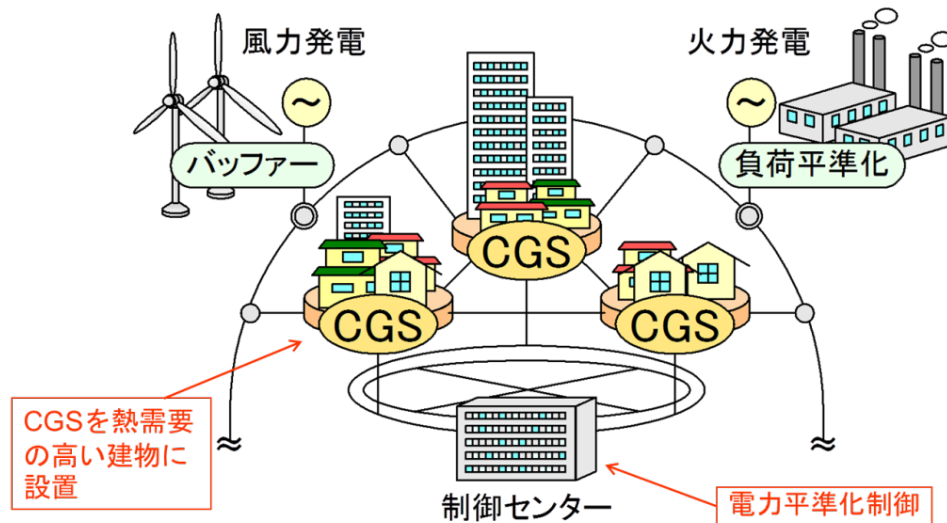 風力発電
火力発電
～
～
バッファー
負荷平準化
CGS
CGS
CGS
CGSを熱需要
の高い建物に
設置
制御センター
電力平準化制御